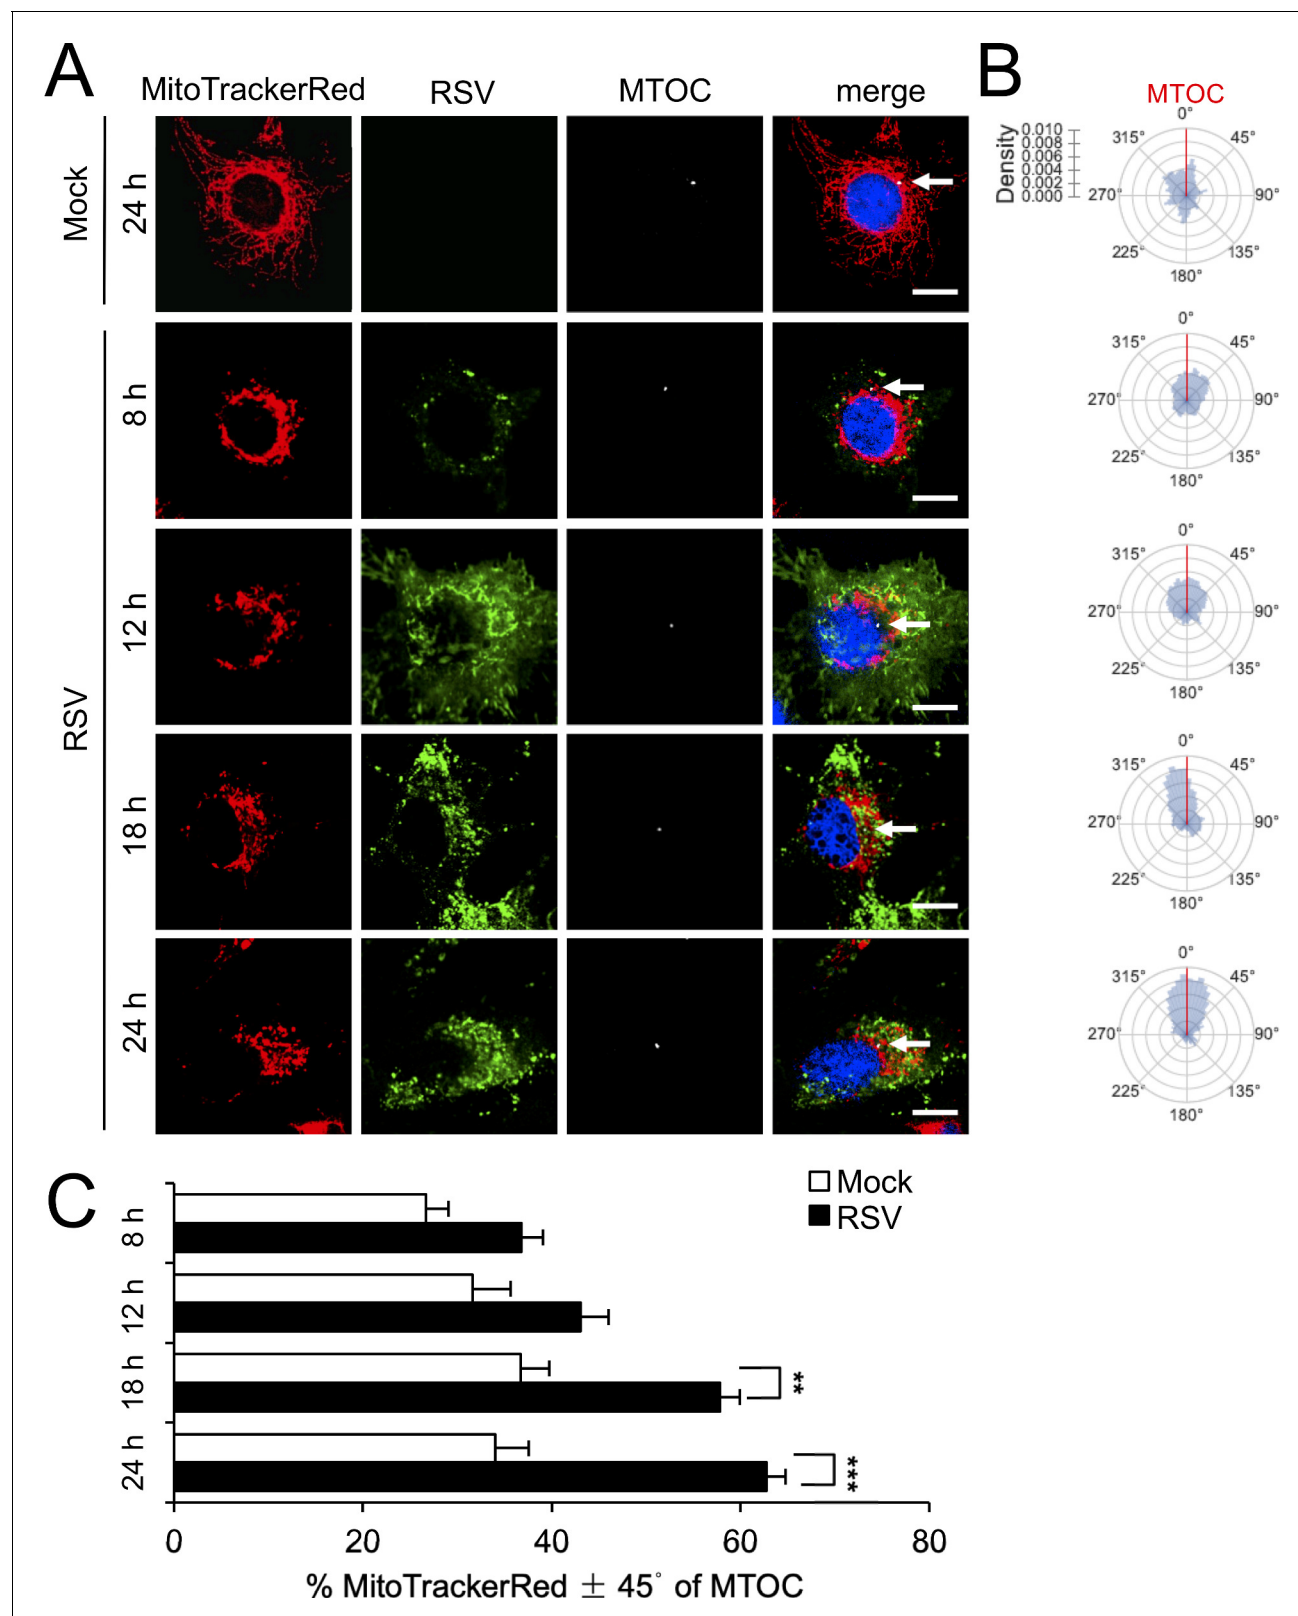 A
B
MitoTrackerRed
RSV
MTOC
merge
MTOC
Mock
24 h
Density
0.010
0.008
0.006
0.004
0.002
0.000
0°
45°
90°
135°
180°
225°
270°
315°
RSV
8 h
0°
45°
90°
135°
180°
225°
270°
315°
12 h
0°
45°
90°
135°
180°
225°
270°
315°
18 h
0°
45°
90°
135°
180°
225°
270°
315°
24 h
0°
45°
90°
135°
180°
225°
270°
315°
C
Mock
RSV
8 h
12 h
18 h
**
24 h
***
0 20 40 60 80
% MitoTrackerRed ± 45° of MTOC